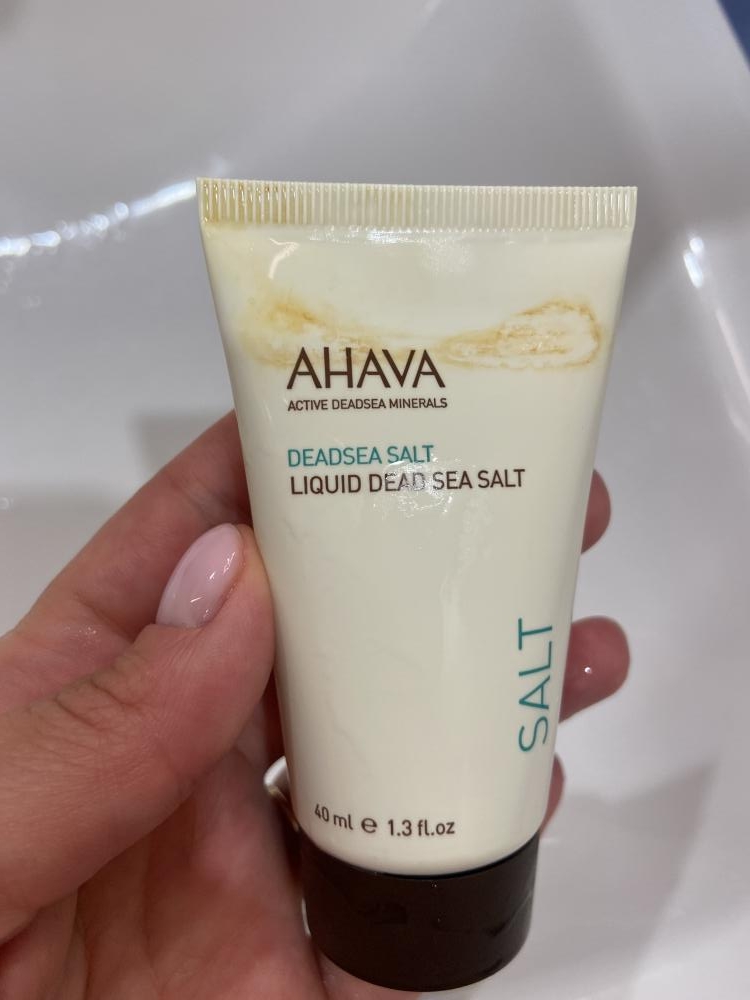 AHAVA
ACTIVE DEADSEA MINERALS
DEADSEA SALT
LIQUID DEAD SEA SALT
SALT
40 ml e 1.3 fl.oz